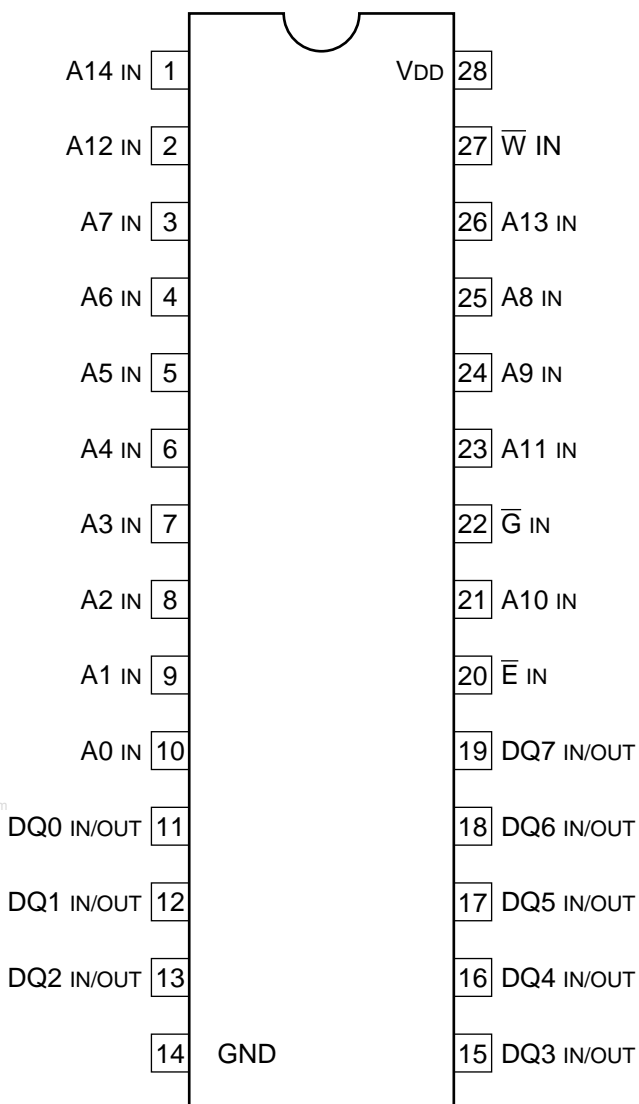 A14 IN 1
VDD 28
A12 IN 2
27 W̅ IN
A7 IN 3
26 A13 IN
A6 IN 4
25 A8 IN
A5 IN 5
24 A9 IN
A4 IN 6
23 A11 IN
A3 IN 7
22 G̅ IN
A2 IN 8
21 A10 IN
A1 IN 9
20 E̅ IN
A0 IN 10
19 DQ7 IN/OUT
DQ0 IN/OUT 11
18 DQ6 IN/OUT
DQ1 IN/OUT 12
17 DQ5 IN/OUT
DQ2 IN/OUT 13
16 DQ4 IN/OUT
14 GND
15 DQ3 IN/OUT